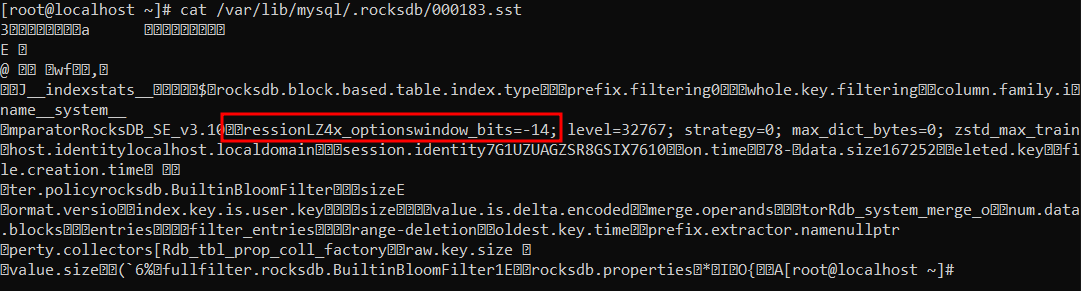 [root@localhost ~]# cat /var/lib/mysql/.rocksdb/000183.sst
3􀀀􀀀􀀀􀀀􀀀􀀀􀀀􀀀a 􀀀􀀀􀀀􀀀􀀀􀀀􀀀􀀀􀀀
E 􀀀
@ 􀀀􀀀 􀀀wf􀀀􀀀,􀀀
􀀀􀀀J__indexstats__􀀀􀀀􀀀􀀀􀀀$􀀀rocksdb.block.based.table.index.type􀀀􀀀􀀀prefix.filtering0􀀀􀀀􀀀whole.key.filtering􀀀􀀀column.family.i
name__system__
􀀀mparatorRocksDB_SE_v3.10􀀀􀀀ressionLZ4x_optionswindow_bits=-14; level=32767; strategy=0; max_dict_bytes=0; zstd_max_train
􀀀host.identitylocalhost.localdomain􀀀􀀀􀀀session.identity7G1UZUAGZSR8GSIX7610􀀀􀀀on.time􀀀􀀀78-􀀀data.size167252􀀀􀀀eleted.key􀀀􀀀fi
le.creation.time􀀀 􀀀􀀀
􀀀ter.policyrocksdb.BuiltinBloomFilter􀀀􀀀􀀀sizeE
􀀀ormat.versio􀀀􀀀index.key.is.user.key􀀀􀀀􀀀􀀀size􀀀􀀀􀀀􀀀value.is.delta.encoded􀀀􀀀merge.operands􀀀􀀀􀀀torRdb_system_merge_o􀀀􀀀num.data
.blocks􀀀􀀀􀀀entries􀀀􀀀􀀀􀀀filter_entries􀀀􀀀􀀀􀀀range-deletion􀀀􀀀oldest.key.time􀀀􀀀prefix.extractor.namenullptr
􀀀perty.collectors[Rdb_tbl_prop_coll_factory􀀀􀀀raw.key.size 􀀀
􀀀value.size􀀀􀀀(`6%􀀀fullfilter.rocksdb.BuiltinBloomFilter1E􀀀􀀀rocksdb.properties􀀀*􀀀I􀀀O{􀀀􀀀A[root@localhost ~]#